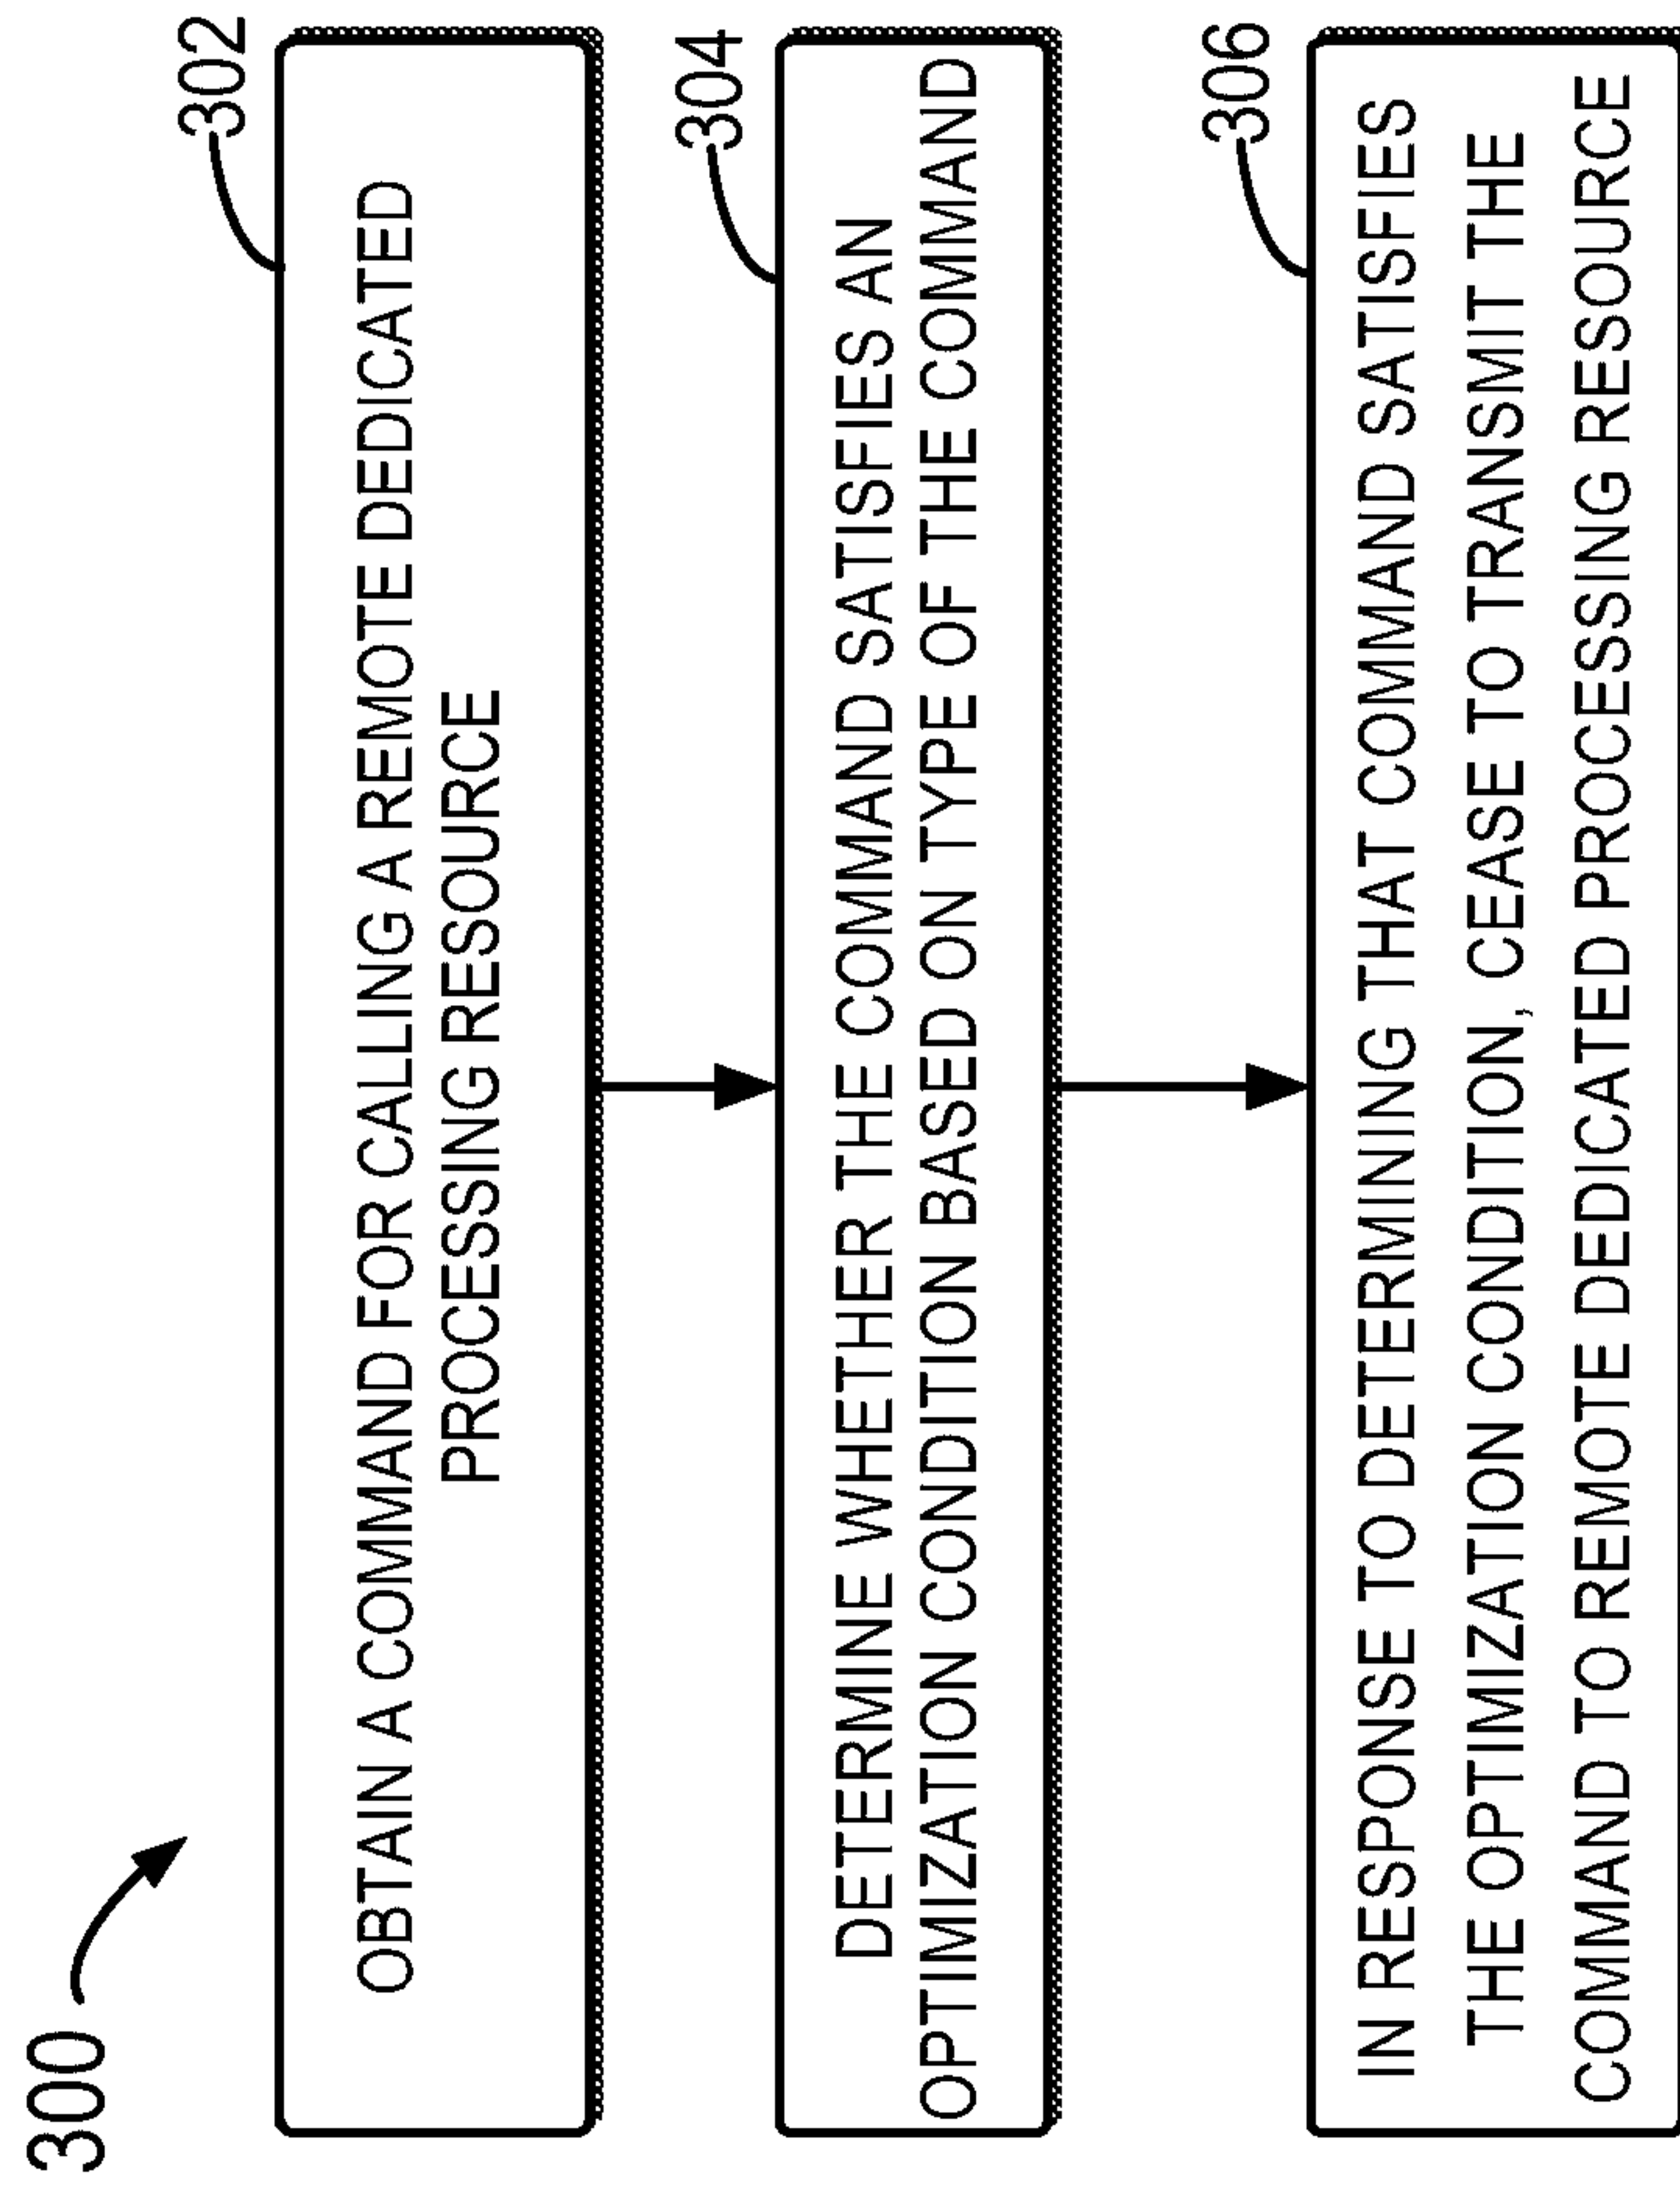 300
302
OBTAIN A COMMAND FOR CALLING A REMOTE DEDICATED
PROCESSING RESOURCE
304
DETERMINE WHETHER THE COMMAND SATISFIES AN
OPTIMIZATION CONDITION BASED ON TYPE OF THE COMMAND
306
IN RESPONSE TO DETERMINING THAT COMMAND SATISFIES
THE OPTIMIZATION CONDITION, CEASE TO TRANSMIT THE
COMMAND TO REMOTE DEDICATED PROCESSING RESOURCE